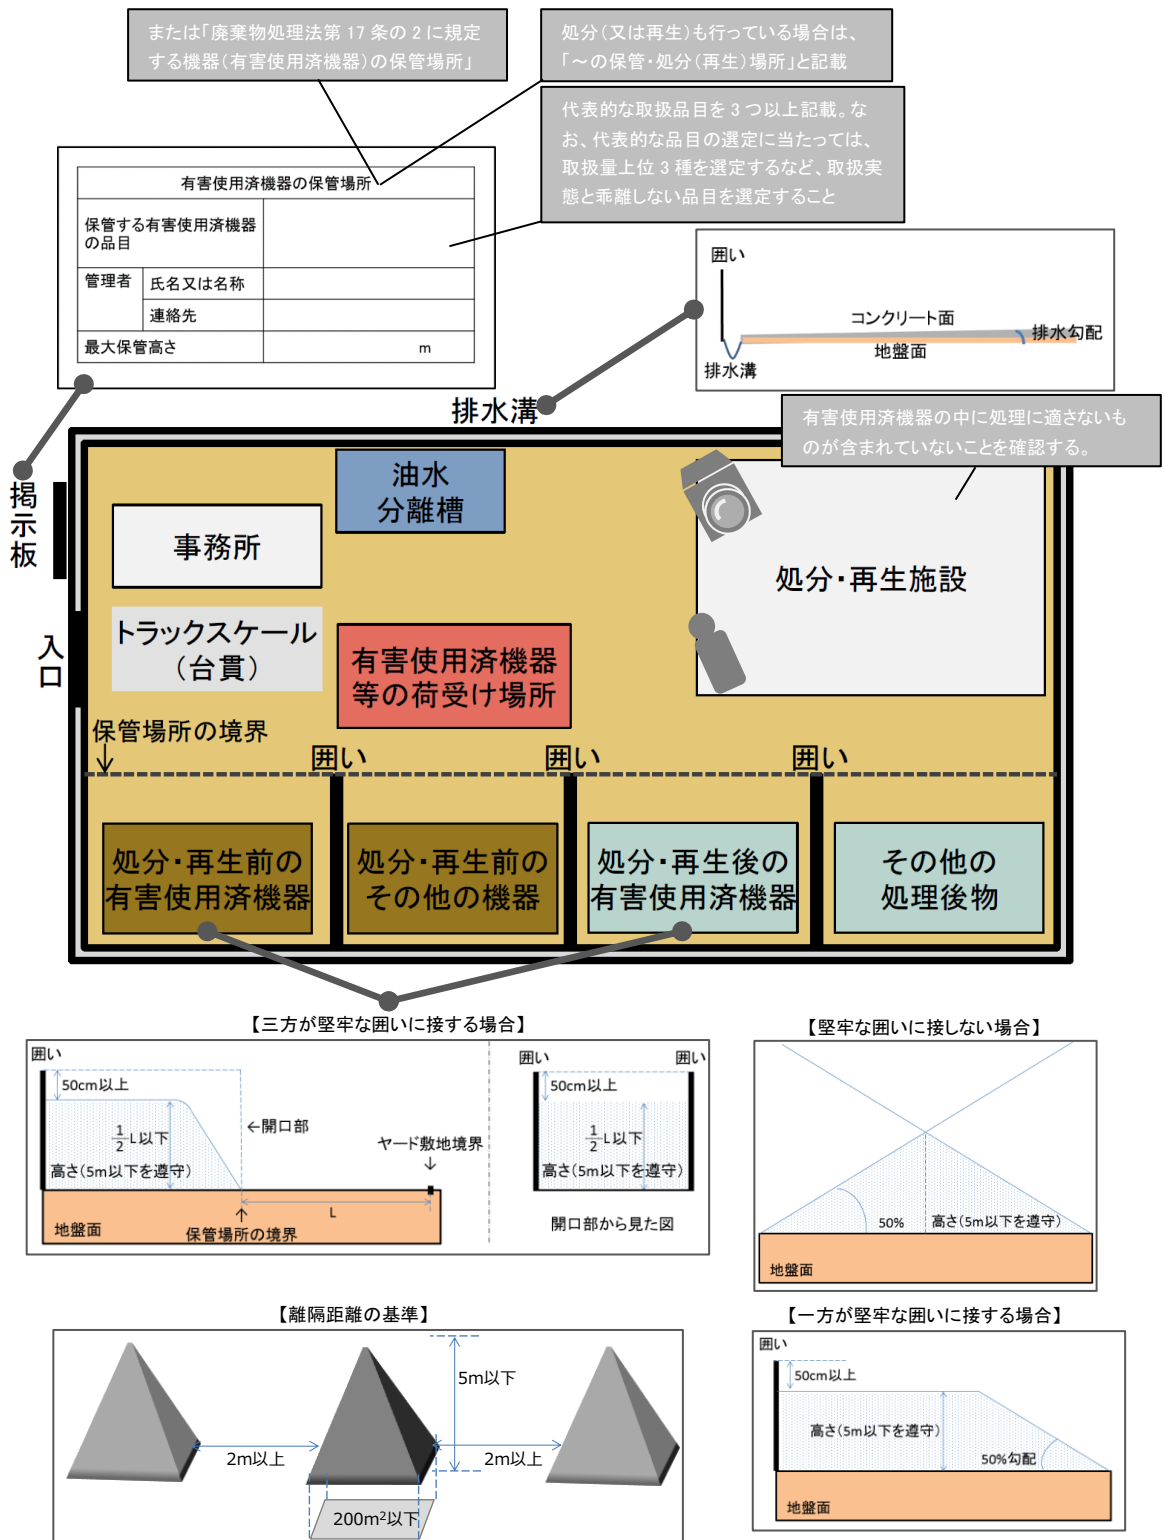 または「廃棄物処理法第 17 条の 2 に規定
する機器（有害使用済機器）の保管場所」
処分（又は再生）も行っている場合は、
「～の保管・処分（再生）場所」と記載
代表的な取扱品目を 3 つ以上記載。な
お、代表的な品目の選定に当たっては、
取扱量上位 3 種を選定するなど、取扱実
態と乖離しない品目を選定すること
有害使用済機器の保管場所
保管する有害使用済機器
の品目
管理者
氏名又は名称
連絡先
最大保管高さ
m
囲い
コンクリート面
排水勾配
地盤面
排水溝
排水溝
有害使用済機器の中に処理に適さないも
のが含まれていないことを確認する。
掲示板
入口
油水
分離槽
事務所
処分・再生施設
トラックスケール
（台貫）
有害使用済機器
等の荷受け場所
保管場所の境界
囲い
囲い
囲い
処分・再生前の
有害使用済機器
処分・再生前の
その他の機器
処分・再生後の
有害使用済機器
その他の
処理後物
【三方が堅牢な囲いに接する場合】
囲い
50cm以上
1/2 L以下
高さ（5m以下を遵守）
←開口部
ヤード敷地境界
L
地盤面
保管場所の境界
囲い
囲い
50cm以上
1/2 L以下
高さ（5m以下を遵守）
開口部から見た図
【堅牢な囲いに接しない場合】
50%
高さ（5m以下を遵守）
地盤面
【離隔距離の基準】
5m以下
2m以上
2m以上
200m²以下
【一方が堅牢な囲いに接する場合】
囲い
50cm以上
高さ（5m以下を遵守）
50%勾配
地盤面